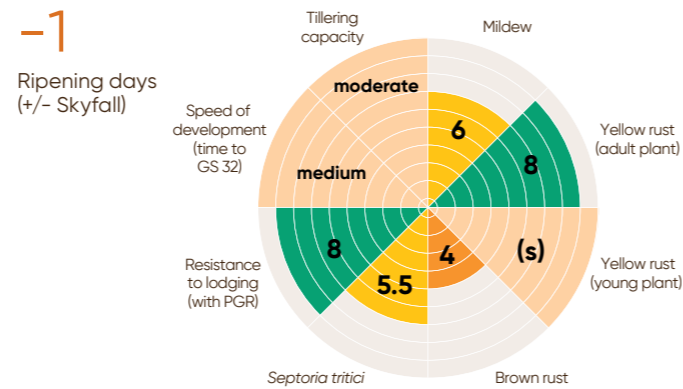 −1
Ripening days
(+/- Skyfall)
Tillering
capacity
Mildew
moderate
6
Speed of
development
(time to
GS 32)
Yellow rust
(adult plant)
8
medium
Resistance
to lodging
(with PGR)
8
5.5
4
(s)
Yellow rust
(young plant)
Septoria tritici
Brown rust